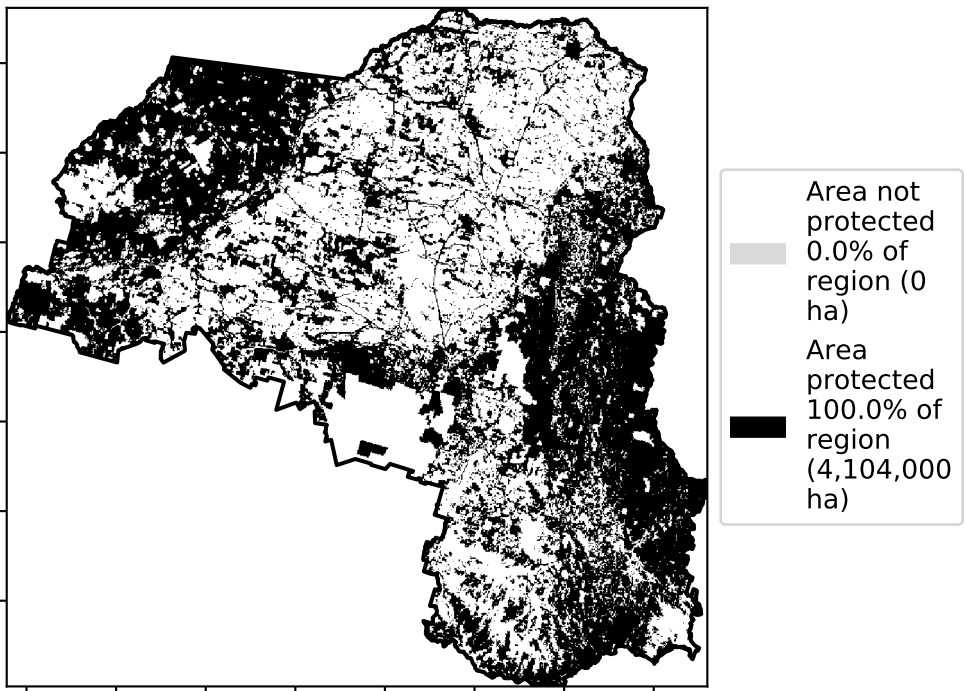 Area not
protected
0.0% of
region (0
ha)
Area
protected
100.0% of
region
(4,104,000
ha)